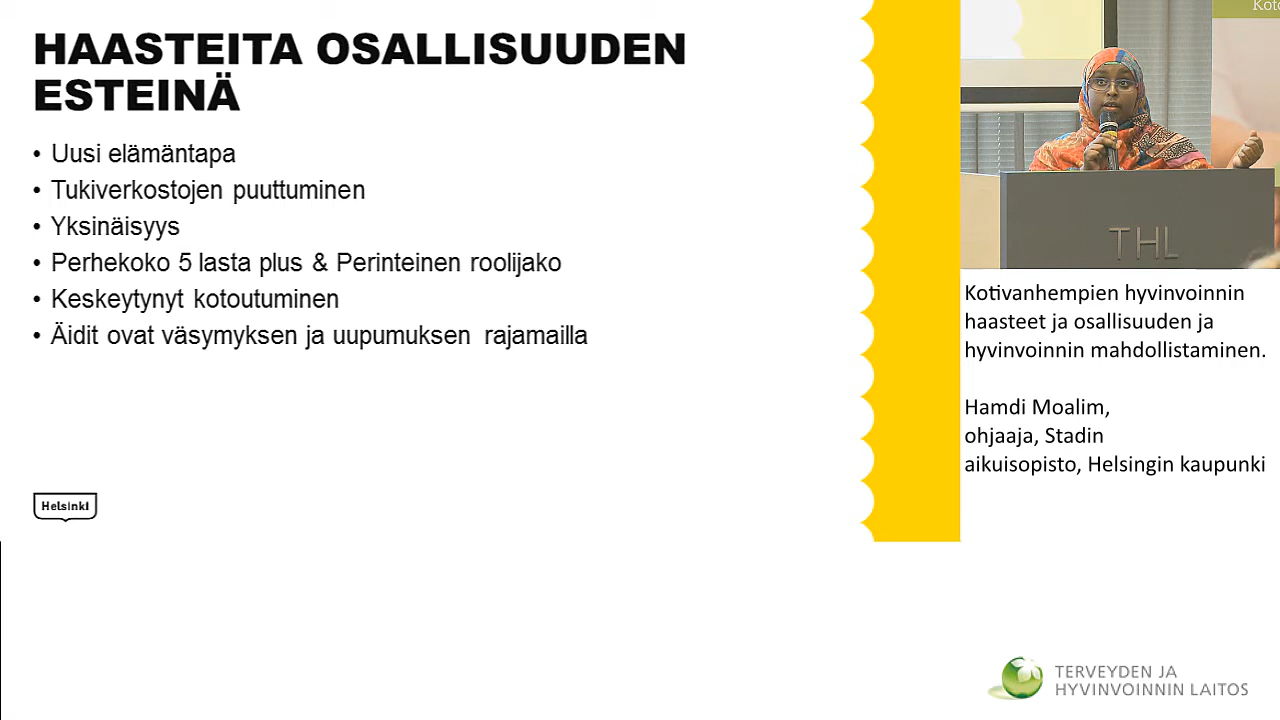 HAASTEITA OSALLISUUDEN
ESTEINÄ
• Uusi elämäntapa
• Tukiverkostojen puuttuminen
• Yksinäisyys
• Perhekoko 5 lasta plus & Perinteinen roolijako
• Keskeytynyt kotoutuminen
• Äidit ovat väsymyksen ja uupumuksen rajamailla
Helsinki
THL
Kotivanhempien hyvinvoinnin
haasteet ja osallisuuden ja
hyvinvoinnin mahdollistaminen.
Hamdi Moalim,
ohjaaja, Stadin
aikuisopisto, Helsingin kaupunki
TERVEYDEN JA
HYVINVOINNIN LAITOS